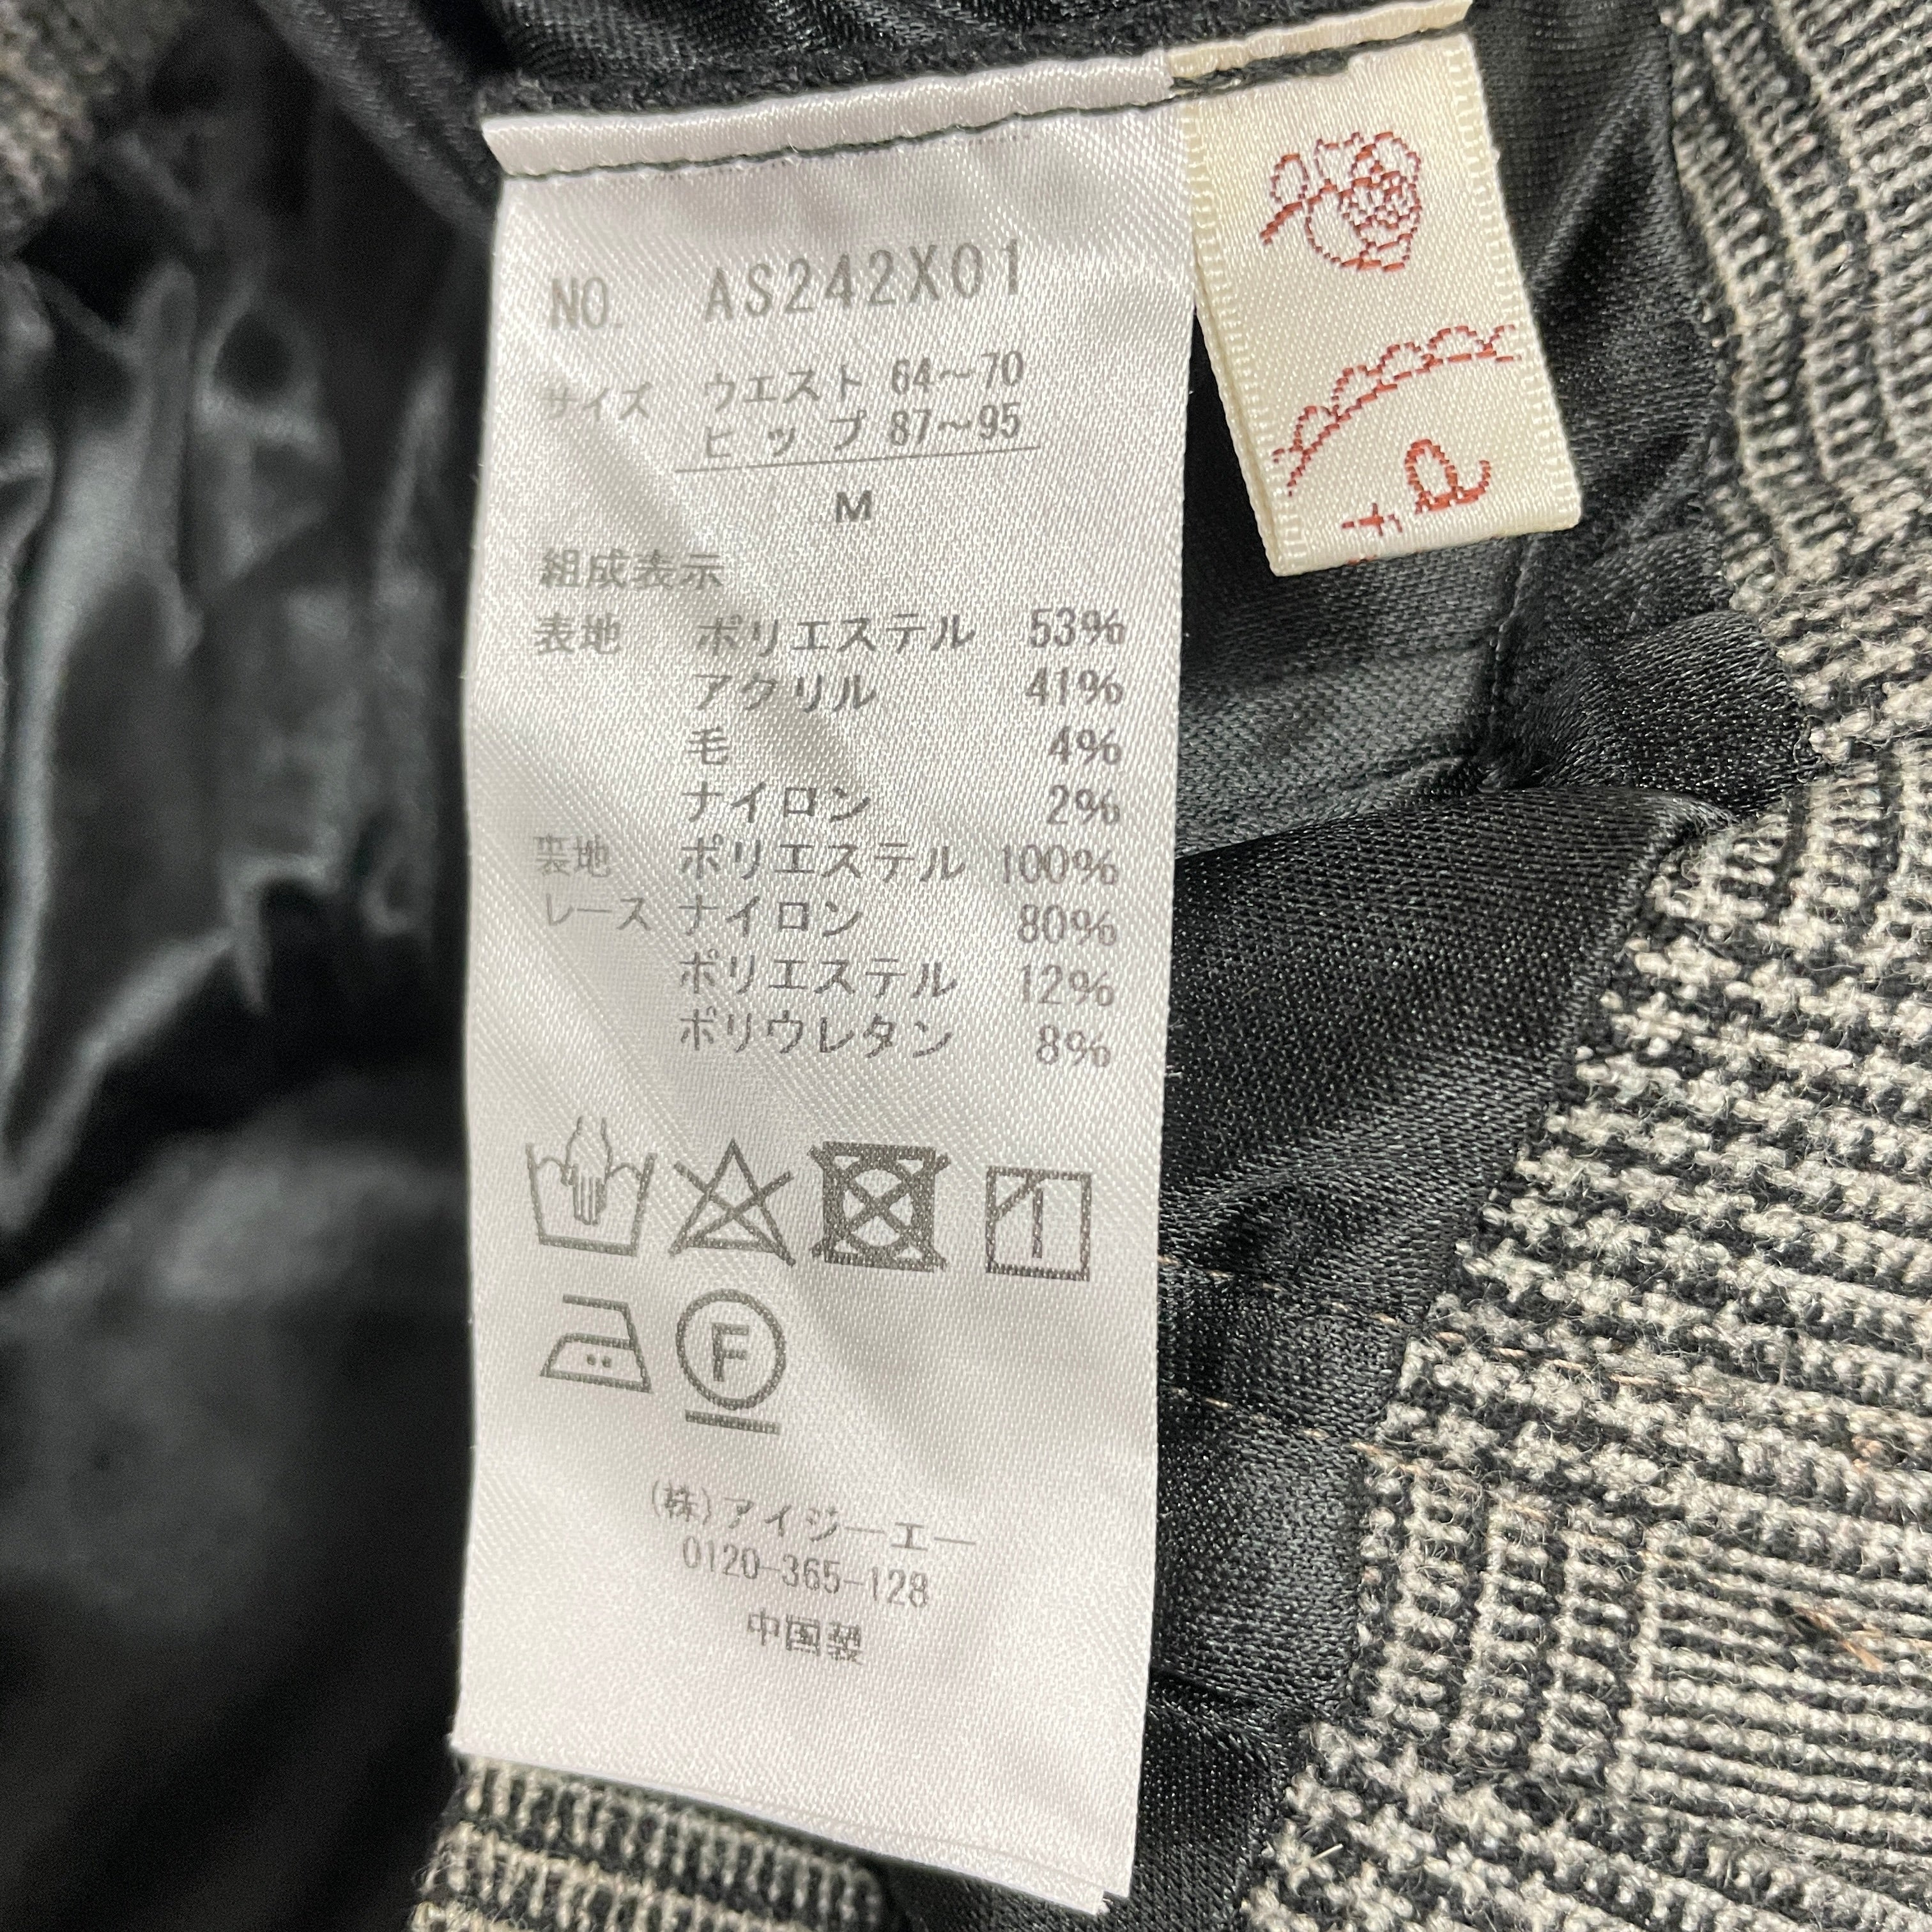 NO. AS242X01
サイズ ウエスト 64～70
ヒップ 87～95
M
組成表示
表地 ポリエステル 53%
アクリル 41%
毛 4%
ナイロン 2%
裏地 ポリエステル 100%
レース ナイロン 80%
ポリエステル 12%
ポリウレタン 8%
F
(株)アイジーエー
0120-365-128
中国製